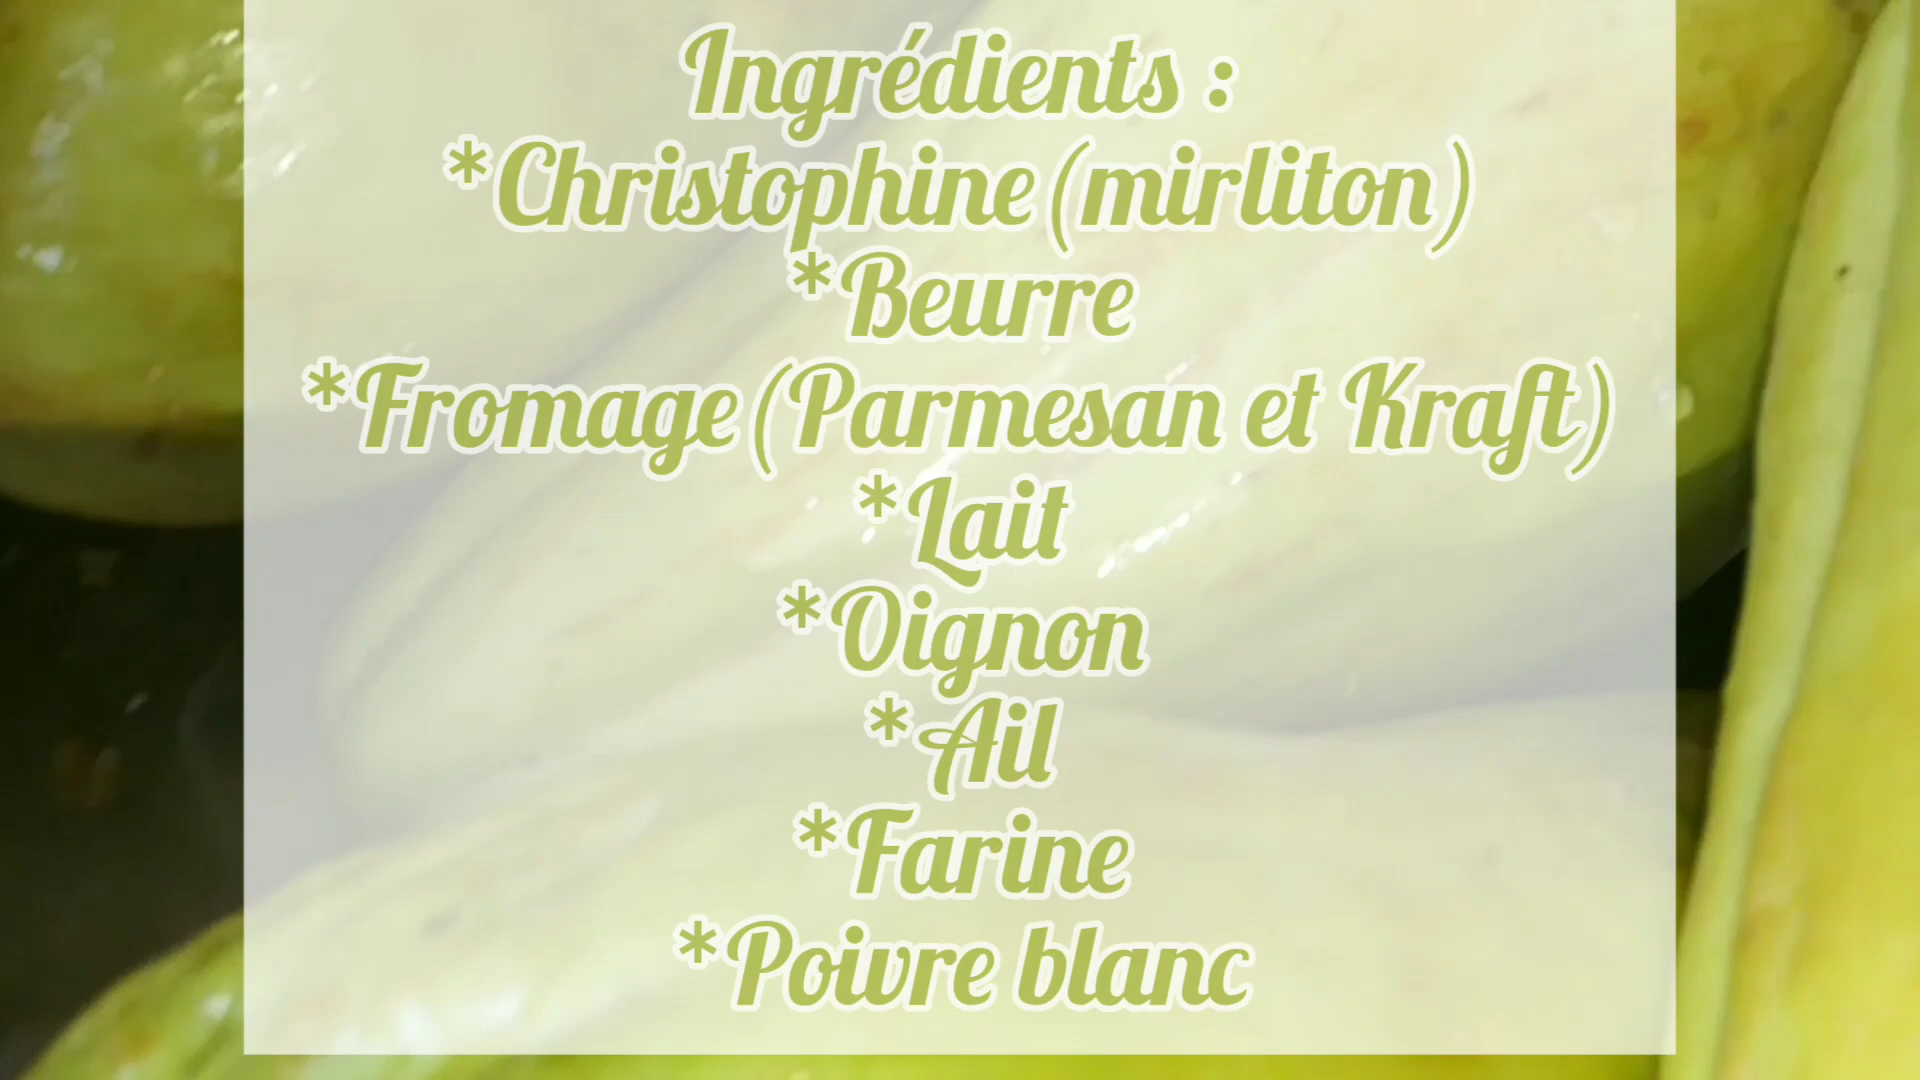 Ingrédients :
*Christophine(mirliton)
*Beurre
*Fromage(Parmesan et Kraft)
*Lait
*Oignon
*Ail
*Farine
*Poivre blanc